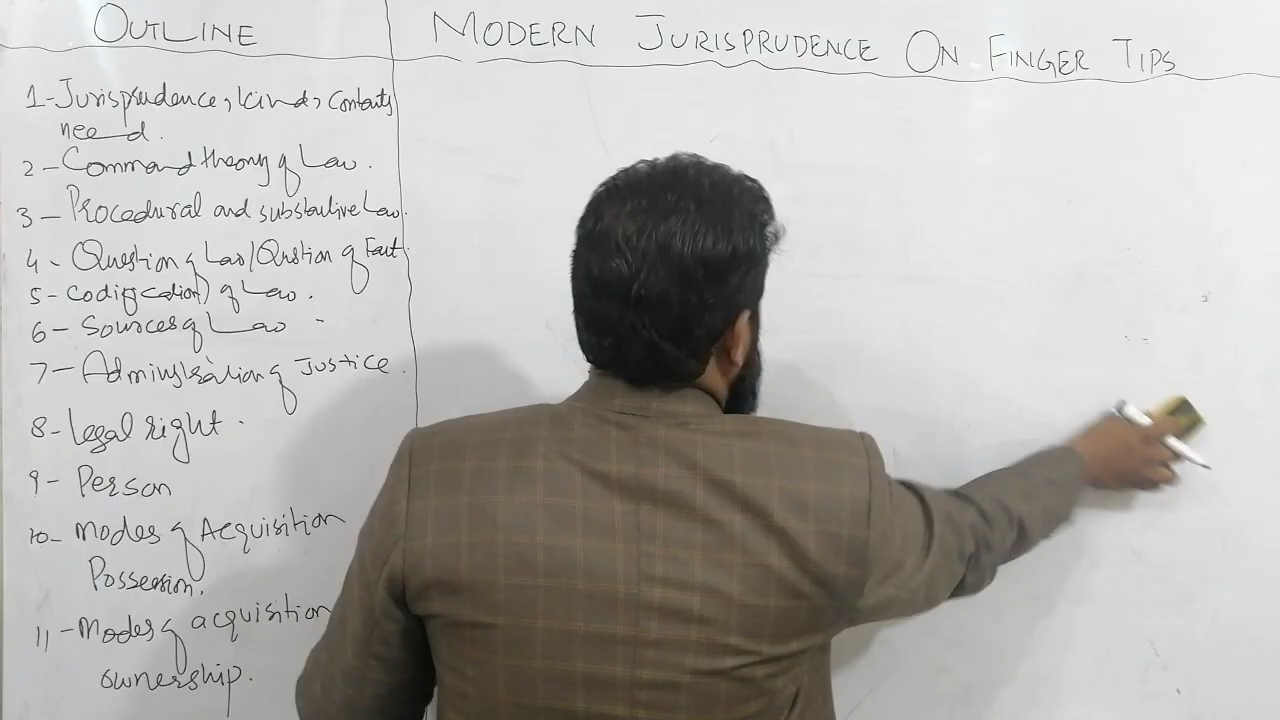 OUTLINE
MODERN JURISPRUDENCE ON FINGER TIPS
1-Jurisprudence, kinds, contents
need.
2-Command theory of Law.
3-Procedural and substantive Law.
4-Question of Law/Qustion of Fact
5-codification of Law.
6-Sources of Law
7-Administration of Justice.
8-Legal right.
9-Person
10-Modes of Acquisition
Possession.
11-Modes of acquisition
ownership.